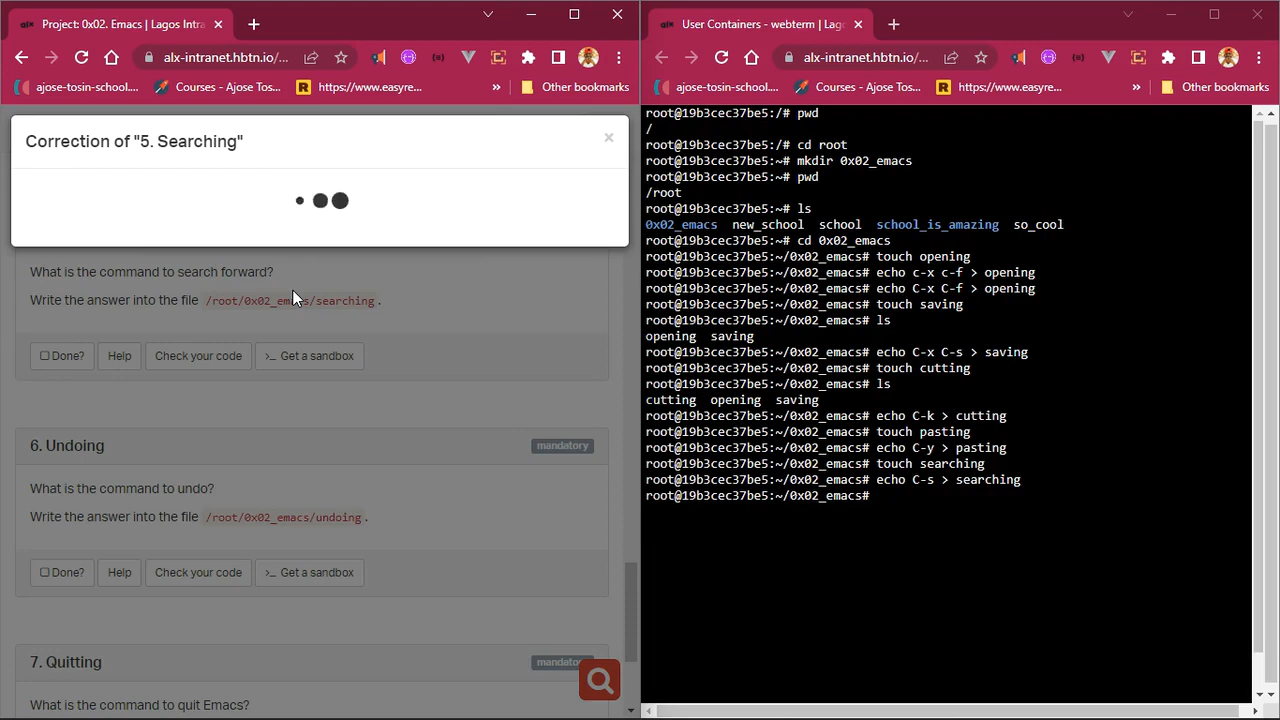 Project: 0x02. Emacs | Lagos Intra
alx-intranet.hbtn.io/...
ajose-tosin-school....
Courses - Ajose Tos...
https://www.easyre...
»
Other bookmarks
Correction of "5. Searching"
×
What is the command to search forward?
Write the answer into the file /root/0x02_emacs/searching.
Done?
Help
Check your code
>_ Get a sandbox
6. Undoing
mandatory
What is the command to undo?
Write the answer into the file /root/0x02_emacs/undoing.
Done?
Help
Check your code
>_ Get a sandbox
7. Quitting
mandatory
What is the command to quit Emacs?
User Containers - webterm | Lag
alx-intranet.hbtn.io/...
ajose-tosin-school....
Courses - Ajose Tos...
https://www.easyre...
»
Other bookmarks
root@19b3cec37be5:/# pwd
/
root@19b3cec37be5:/# cd root
root@19b3cec37be5:~# mkdir 0x02_emacs
root@19b3cec37be5:~# pwd
/root
root@19b3cec37be5:~# ls
0x02_emacs  new_school  school  school_is_amazing  so_cool
root@19b3cec37be5:~# cd 0x02_emacs
root@19b3cec37be5:~/0x02_emacs# touch opening
root@19b3cec37be5:~/0x02_emacs# echo c-x c-f > opening
root@19b3cec37be5:~/0x02_emacs# echo C-x C-f > opening
root@19b3cec37be5:~/0x02_emacs# touch saving
root@19b3cec37be5:~/0x02_emacs# ls
opening  saving
root@19b3cec37be5:~/0x02_emacs# echo C-x C-s > saving
root@19b3cec37be5:~/0x02_emacs# touch cutting
root@19b3cec37be5:~/0x02_emacs# ls
cutting  opening  saving
root@19b3cec37be5:~/0x02_emacs# echo C-k > cutting
root@19b3cec37be5:~/0x02_emacs# touch pasting
root@19b3cec37be5:~/0x02_emacs# echo C-y > pasting
root@19b3cec37be5:~/0x02_emacs# touch searching
root@19b3cec37be5:~/0x02_emacs# echo C-s > searching
root@19b3cec37be5:~/0x02_emacs#